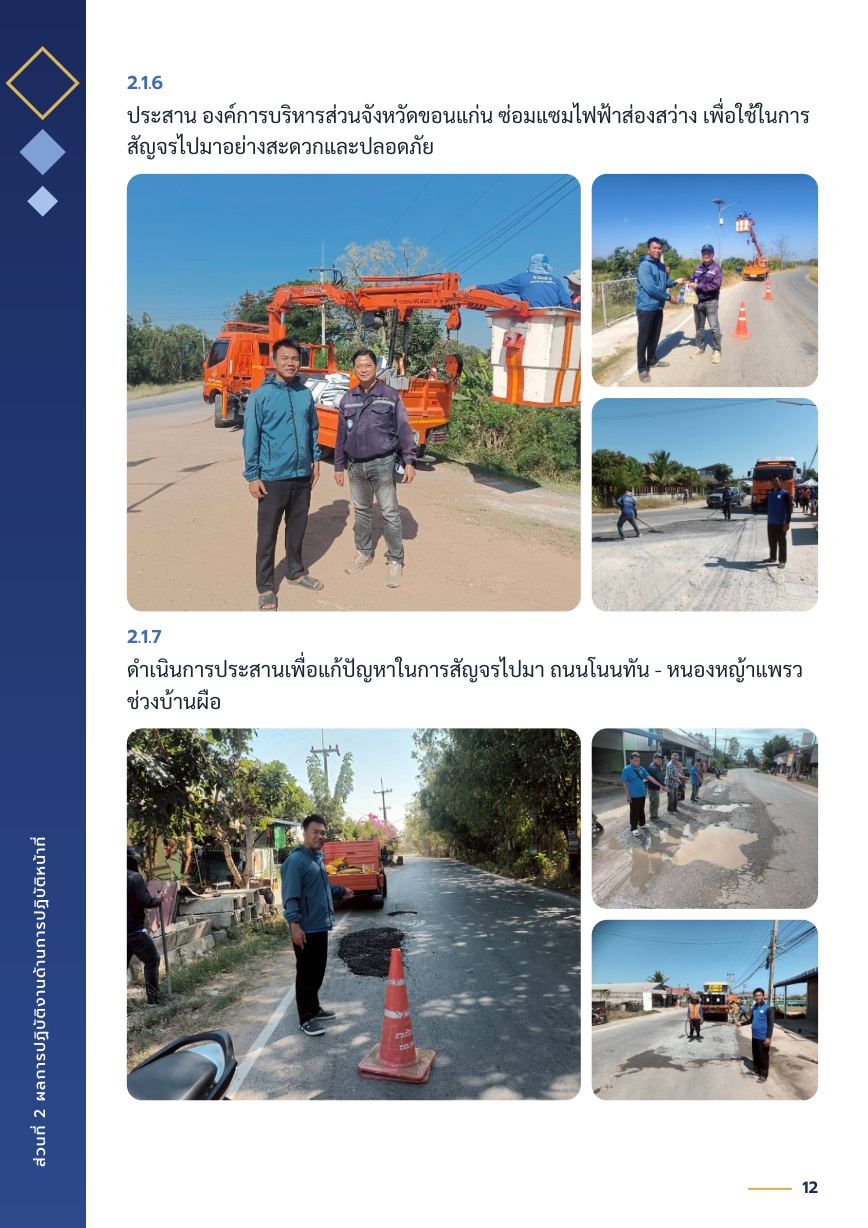 2.1.6
ประสาน องค์การบริหารส่วนจังหวัดขอนแก่น ซ่อมแซมไฟฟ้าส่องสว่าง เพื่อใช้ในการ
สัญจรไปมาอย่างสะดวกและปลอดภัย
2.1.7
ดำเนินการประสานเพื่อแก้ปัญหาในการสัญจรไปมา ถนนโนนทัน - หนองหญ้าแพรว
ช่วงบ้านผือ
ส่วนที่ 2 ผลการปฏิบัติงานด้านการปฏิบัติหน้าที่
12